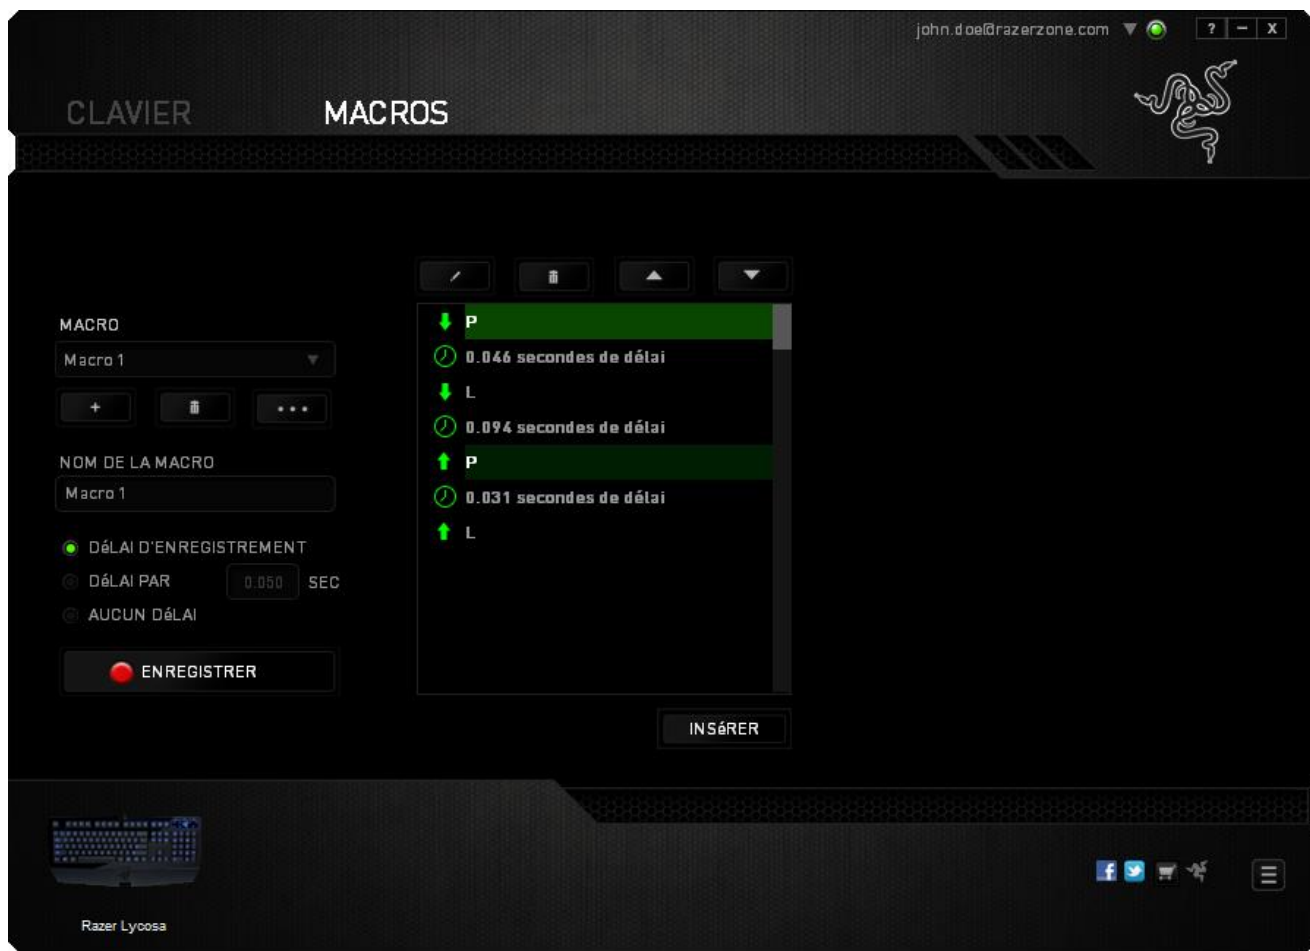 john.doe@razerzone.com
? – X
CLAVIER MACROS
MACRO
Macro 1
+
NOM DE LA MACRO
Macro 1
DéLAI D'ENREGISTREMENT
DéLAI PAR 0.050 SEC
AUCUN DéLAI
ENREGISTRER
P
0.046 secondes de délai
L
0.094 secondes de délai
P
0.031 secondes de délai
L
INSéRER
Razer Lycosa
f